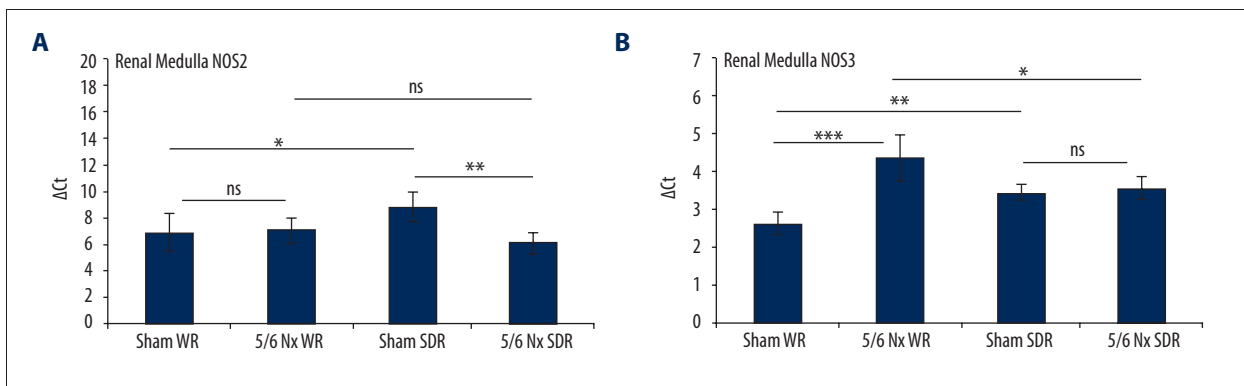 A
Renal Medulla NOS2
ΔCt
20
18
16
14
12
10
8
6
4
2
0
ns
*
**
ns
Sham WR 5/6 Nx WR Sham SDR 5/6 Nx SDR
B
Renal Medulla NOS3
ΔCt
7
6
5
4
3
2
1
0
*
**
***
ns
Sham WR 5/6 Nx WR Sham SDR 5/6 Nx SDR